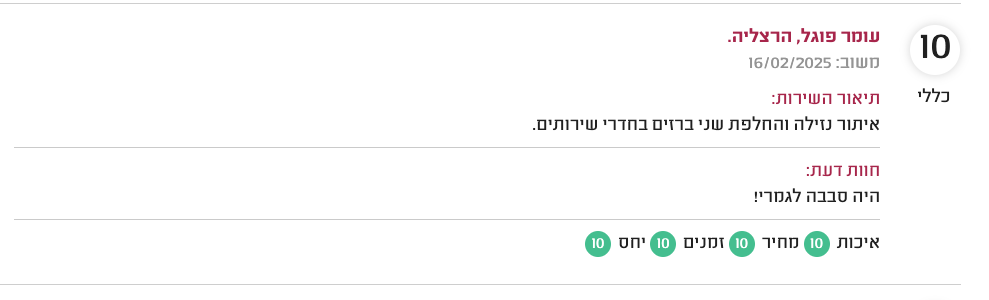 10
כללי
עומר פוגל, הרצליה.
משוב: 16/02/2025
תיאור השירות:
איתור נזילה והחלפת שני ברזים בחדרי שירותים.
חוות דעת:
היה סבבה לגמרי!
איכות 10 מחיר 10 זמנים 10 יחס 10